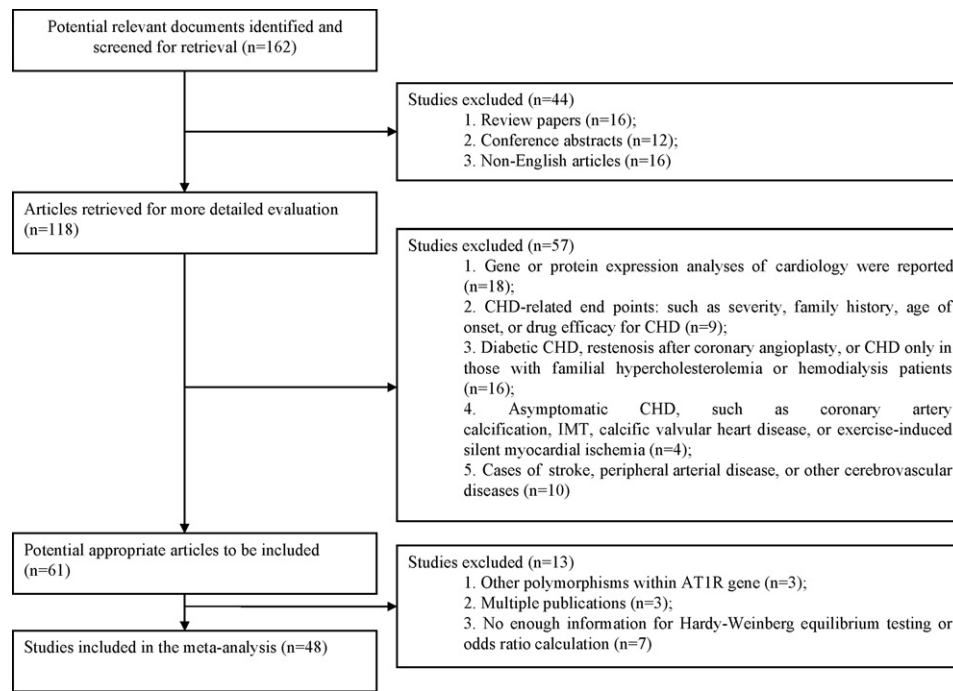 Potential relevant documents identified and
screened for retrieval (n=162)
Studies excluded (n=44)
1. Review papers (n=16);
2. Conference abstracts (n=12);
3. Non-English articles (n=16)
Articles retrieved for more detailed evaluation
(n=118)
Studies excluded (n=57)
1. Gene or protein expression analyses of cardiology were reported
(n=18);
2. CHD-related end points: such as severity, family history, age of
onset, or drug efficacy for CHD (n=9);
3. Diabetic CHD, restenosis after coronary angioplasty, or CHD only in
those with familial hypercholesterolemia or hemodialysis patients
(n=16);
4. Asymptomatic CHD, such as coronary artery
calcification, IMT, calcific valvular heart disease, or exercise-induced
silent myocardial ischemia (n=4);
5. Cases of stroke, peripheral arterial disease, or other cerebrovascular
diseases (n=10)
Potential appropriate articles to be included
(n=61)
Studies excluded (n=13)
1. Other polymorphisms within AT1R gene (n=3);
2. Multiple publications (n=3);
3. No enough information for Hardy-Weinberg equilibrium testing or
odds ratio calculation (n=7)
Studies included in the meta-analysis (n=48)